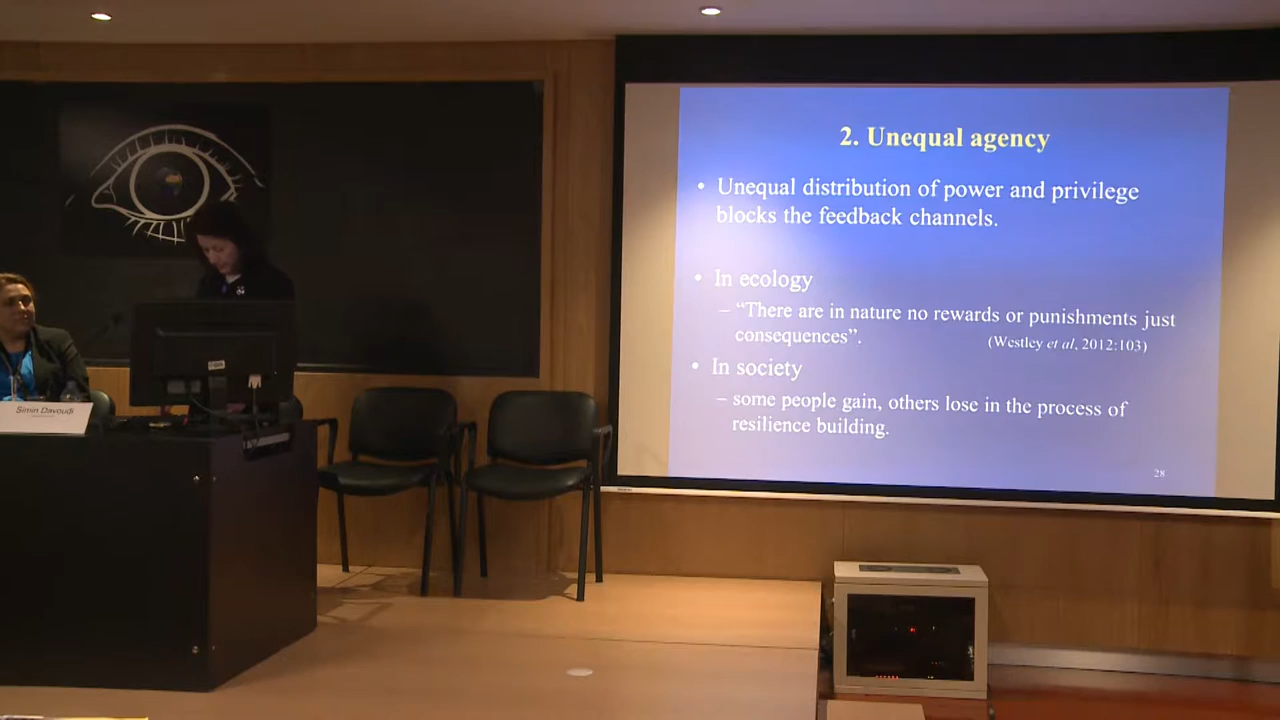 2. Unequal agency
• Unequal distribution of power and privilege
blocks the feedback channels.
• In ecology
– “There are in nature no rewards or punishments just
consequences”. (Westley et al, 2012:103)
• In society
– some people gain, others lose in the process of
resilience building.
28
Simin Davoudi